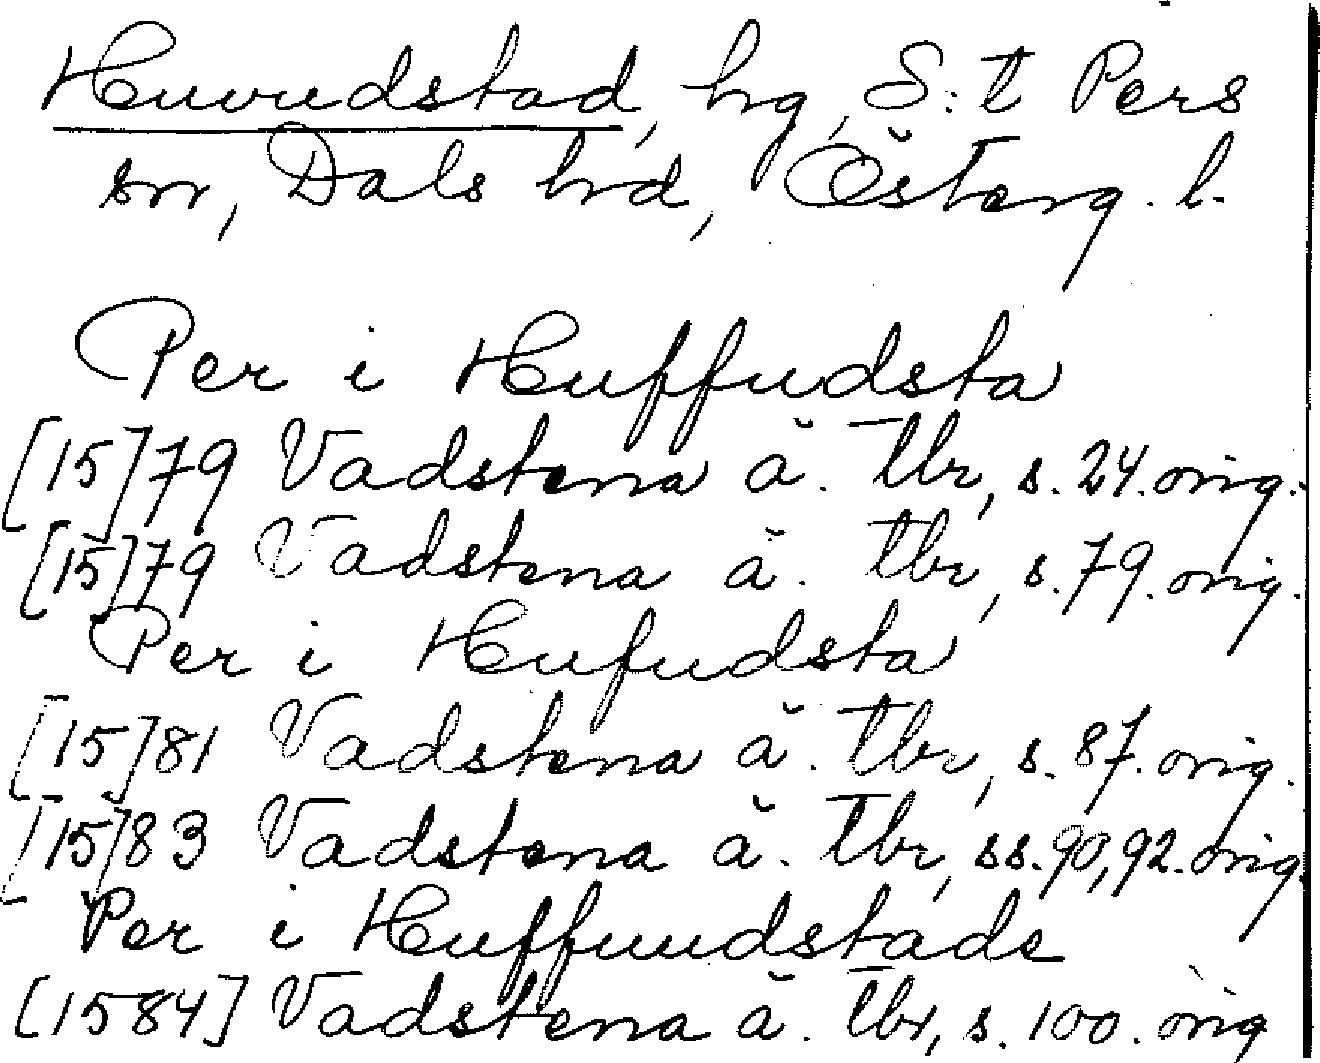 Huvudstad, hg, S:t Pers
sn, Dals hd, Österg. l.
Per i Huffudsta
[15]79 Vadstena ä. tbr, s. 24. orig.
[15]79 Vadstena ä. tbr, s. 79. orig.
Per i Hufudsta
[15]81 Vadstena ä. tbr, s. 87. orig.
[15]83 Vadstena ä. tbr, ss. 90, 92. orig.
Per i Huffuudstade
[1584] Vadstena ä. tbr, s. 100. orig